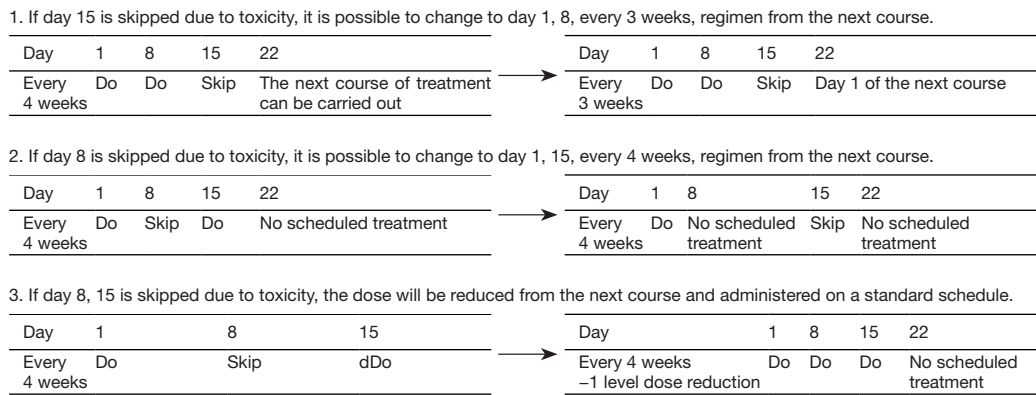 1. If day 15 is skipped due to toxicity, it is possible to change to day 1, 8, every 3 weeks, regimen from the next course.
Day 1 8 15 22 Day 1 8 15 22
Every Do Do Skip The next course of treatment Every Do Do Skip Day 1 of the next course
4 weeks can be carried out 3 weeks
2. If day 8 is skipped due to toxicity, it is possible to change to day 1, 15, every 4 weeks, regimen from the next course.
Day 1 8 15 22 Day 1 8 15 22
Every Do Skip Do No scheduled treatment Every Do No scheduled Skip No scheduled
4 weeks 4 weeks treatment treatment
3. If day 8, 15 is skipped due to toxicity, the dose will be reduced from the next course and administered on a standard schedule.
Day 1 8 15 Day 1 8 15 22
Every Do Skip dDo Every 4 weeks Do Do Do No scheduled
4 weeks −1 level dose reduction treatment